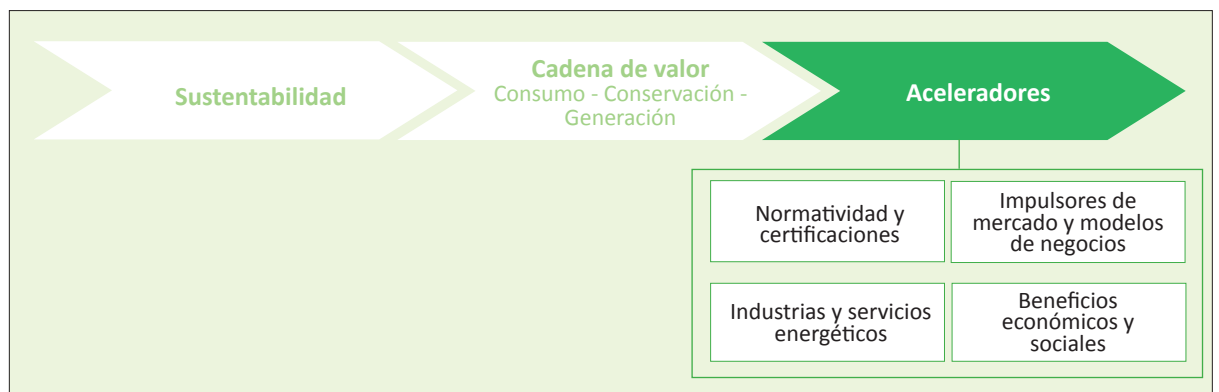 Sustentabilidad
Cadena de valor
Consumo - Conservación -
Generación
Aceleradores
Normatividad y
certificaciones
Impulsores de
mercado y modelos
de negocios
Industrias y servicios
energéticos
Beneficios
económicos y
sociales